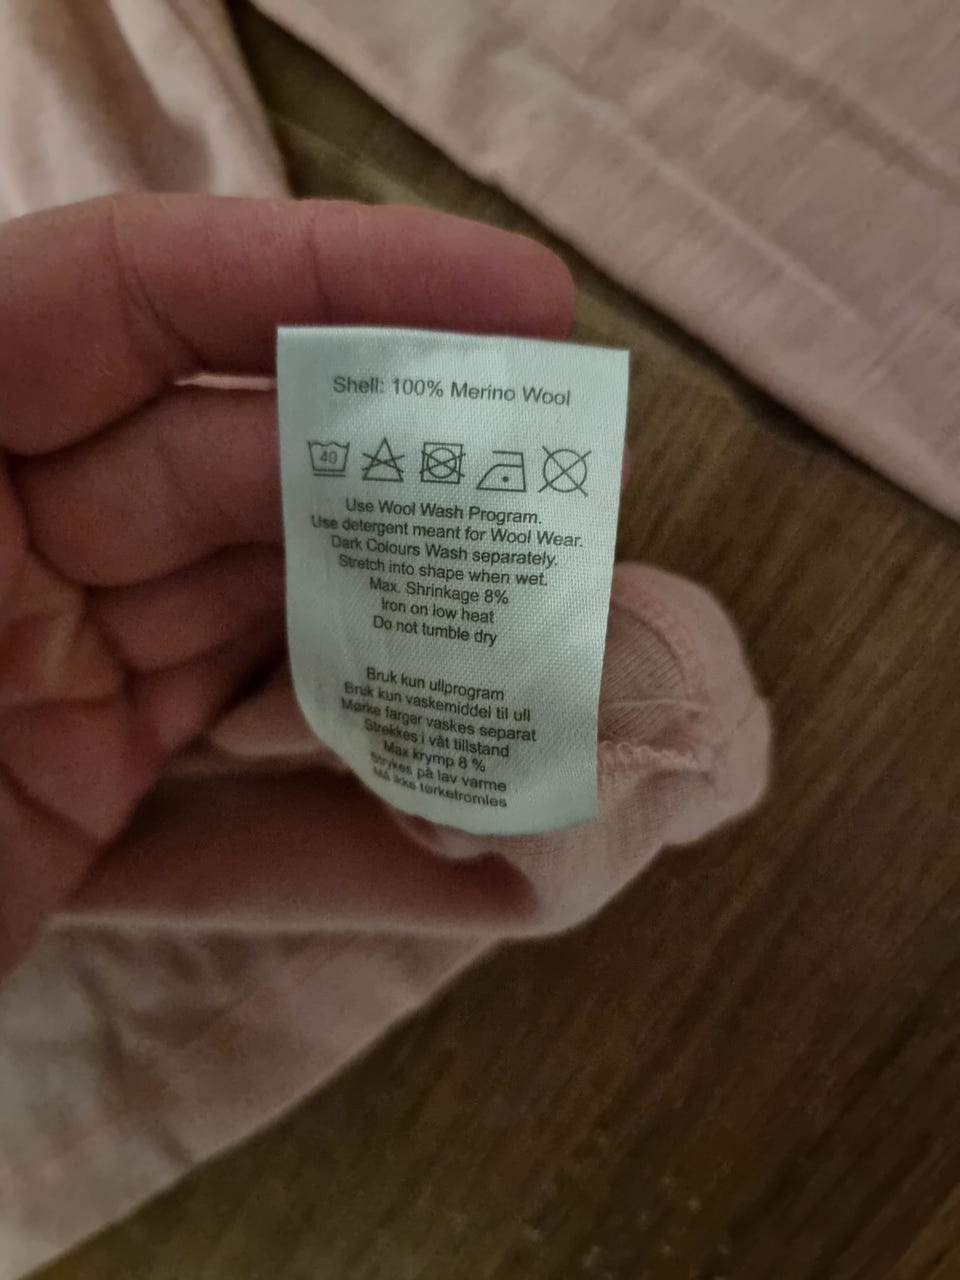 Shell: 100% Merino Wool
40
Use Wool Wash Program.
Use detergent meant for Wool Wear.
Dark Colours Wash separately.
Stretch into shape when wet.
Max. Shrinkage 8%
Iron on low heat
Do not tumble dry
Bruk kun ullprogram
Bruk kun vaskemiddel til ull
Mørke farger vaskes separat
Strekkes i våt tilstand
Max krymp 8 %
Strykes på lav varme
Må ikke tørketromles